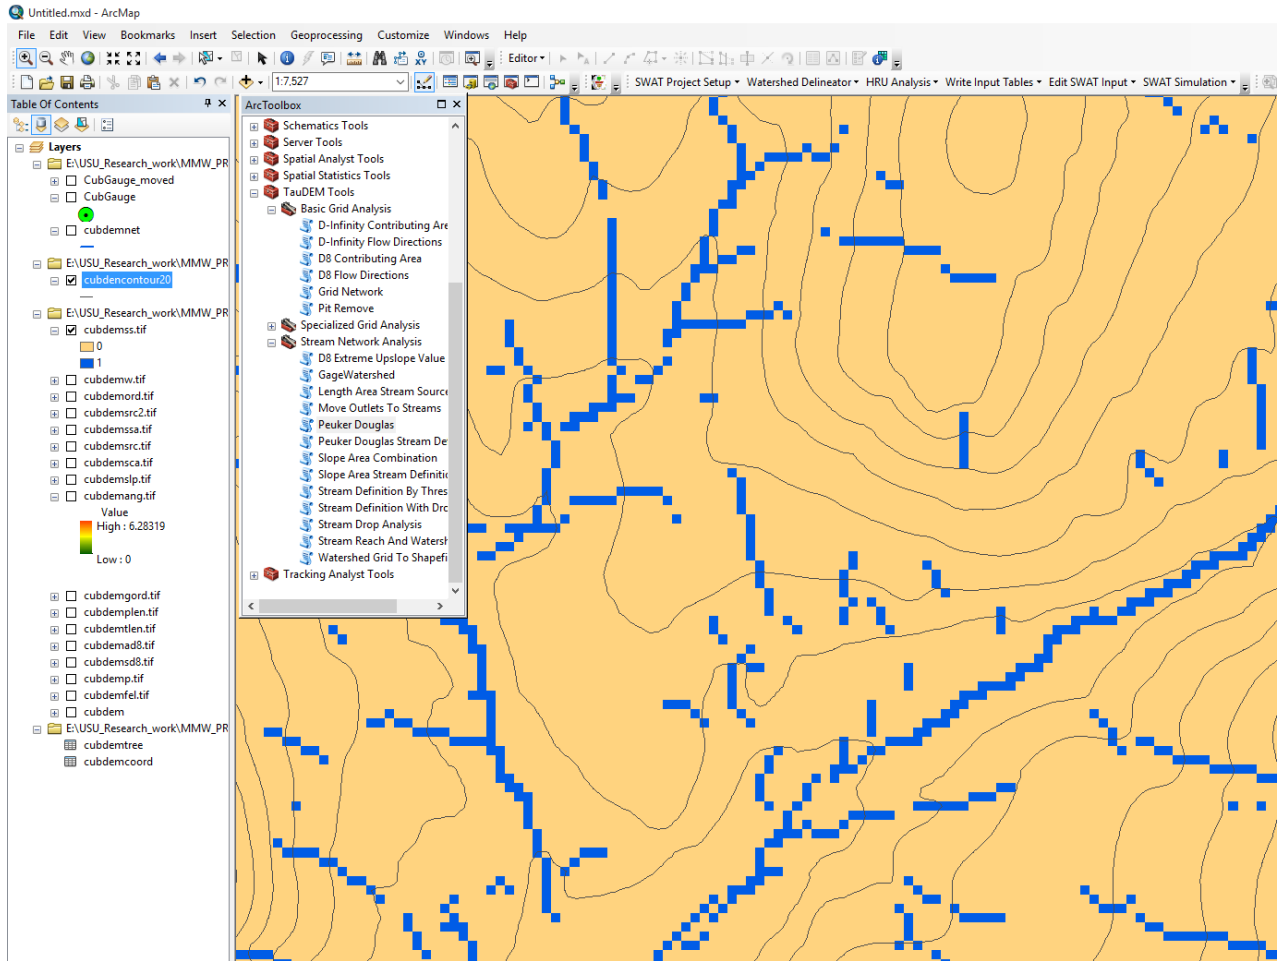 Untitled.mxd - ArcMap
File Edit View Bookmarks Insert Selection Geoprocessing Customize Windows Help
Editor
1:7,527 SWAT Project Setup Watershed Delineator HRU Analysis Write Input Tables Edit SWAT Input SWAT Simulation
Table Of Contents
Layers
E:\USU_Research_work\MMW_PR
CubGauge_moved
CubGauge
cubdemnet
E:\USU_Research_work\MMW_PR
cubdencontour20
E:\USU_Research_work\MMW_PR
cubdemss.tif
0
1
cubdemw.tif
cubdemord.tif
cubdemsrc2.tif
cubdemssa.tif
cubdemsrc.tif
cubdemsca.tif
cubdemslp.tif
cubdemang.tif
Value
High : 6.28319
Low : 0
cubdemgord.tif
cubdemplen.tif
cubdemtlen.tif
cubdemad8.tif
cubdemsd8.tif
cubdemp.tif
cubdemfel.tif
cubdem
E:\USU_Research_work\MMW_PR
cubdemtree
cubdemcoord
ArcToolbox
Schematics Tools
Server Tools
Spatial Analyst Tools
Spatial Statistics Tools
TauDEM Tools
Basic Grid Analysis
D-Infinity Contributing Are
D-Infinity Flow Directions
D8 Contributing Area
D8 Flow Directions
Grid Network
Pit Remove
Specialized Grid Analysis
Stream Network Analysis
D8 Extreme Upslope Value
GageWatershed
Length Area Stream Source
Move Outlets To Streams
Peuker Douglas
Peuker Douglas Stream De
Slope Area Combination
Slope Area Stream Definitic
Stream Definition By Thres
Stream Definition With Drc
Stream Drop Analysis
Stream Reach And Watersh
Watershed Grid To Shapefi
Tracking Analyst Tools